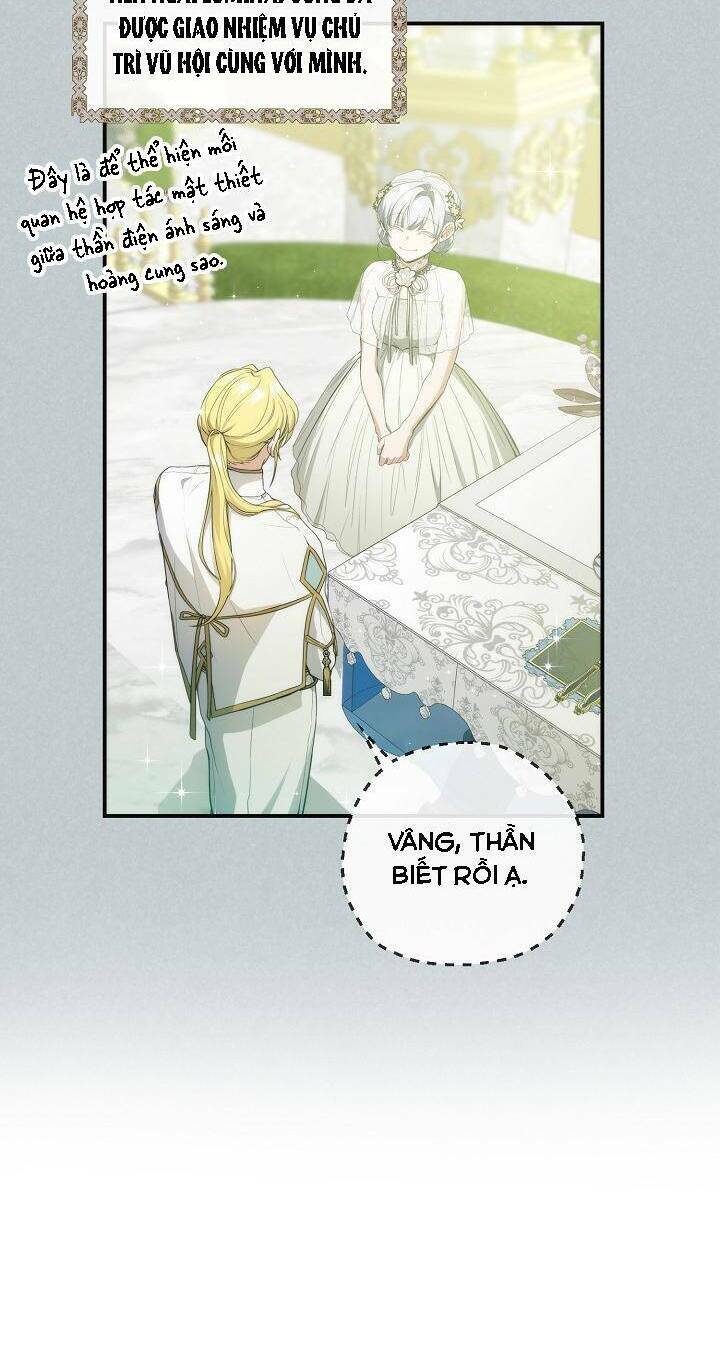 ĐƯỢC GIAO NHIỆM VỤ CHỦ
TRÌ VŨ HỘI CÙNG VỚI MÌNH.
Đây là để thể hiện mối
quan hệ hợp tác mật thiết
giữa thần điện ánh sáng và
hoàng cung sao.
VÂNG, THẦN
BIẾT RỒI Ạ.